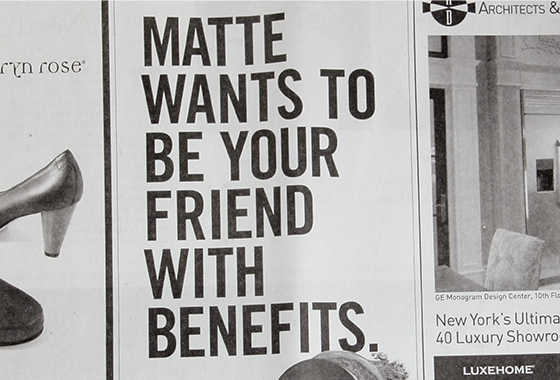 ryn rose®
MATTE
WANTS TO
BE YOUR
FRIEND
WITH
BENEFITS.
ARCHITECTS &
GE Monogram Design Center, 10th Flo
New York's Ultima
40 Luxury Showro
LUXEHOME®